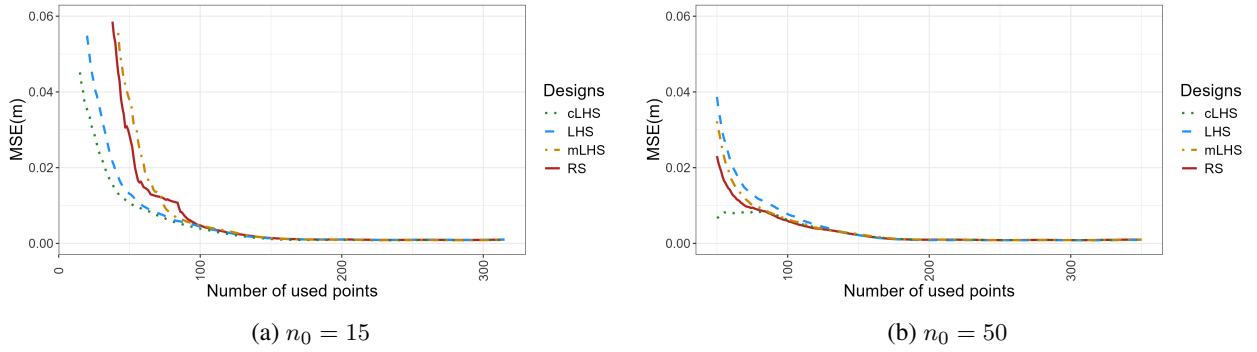 0.06
0.04
0.02
0.00
MSE(m)
0
100
200
300
Number of used points
Designs
cLHS
LHS
mLHS
RS
(a) n₀ = 15
0.06
0.04
0.02
0.00
MSE(m)
100
200
300
Number of used points
Designs
cLHS
LHS
mLHS
RS
(b) n₀ = 50